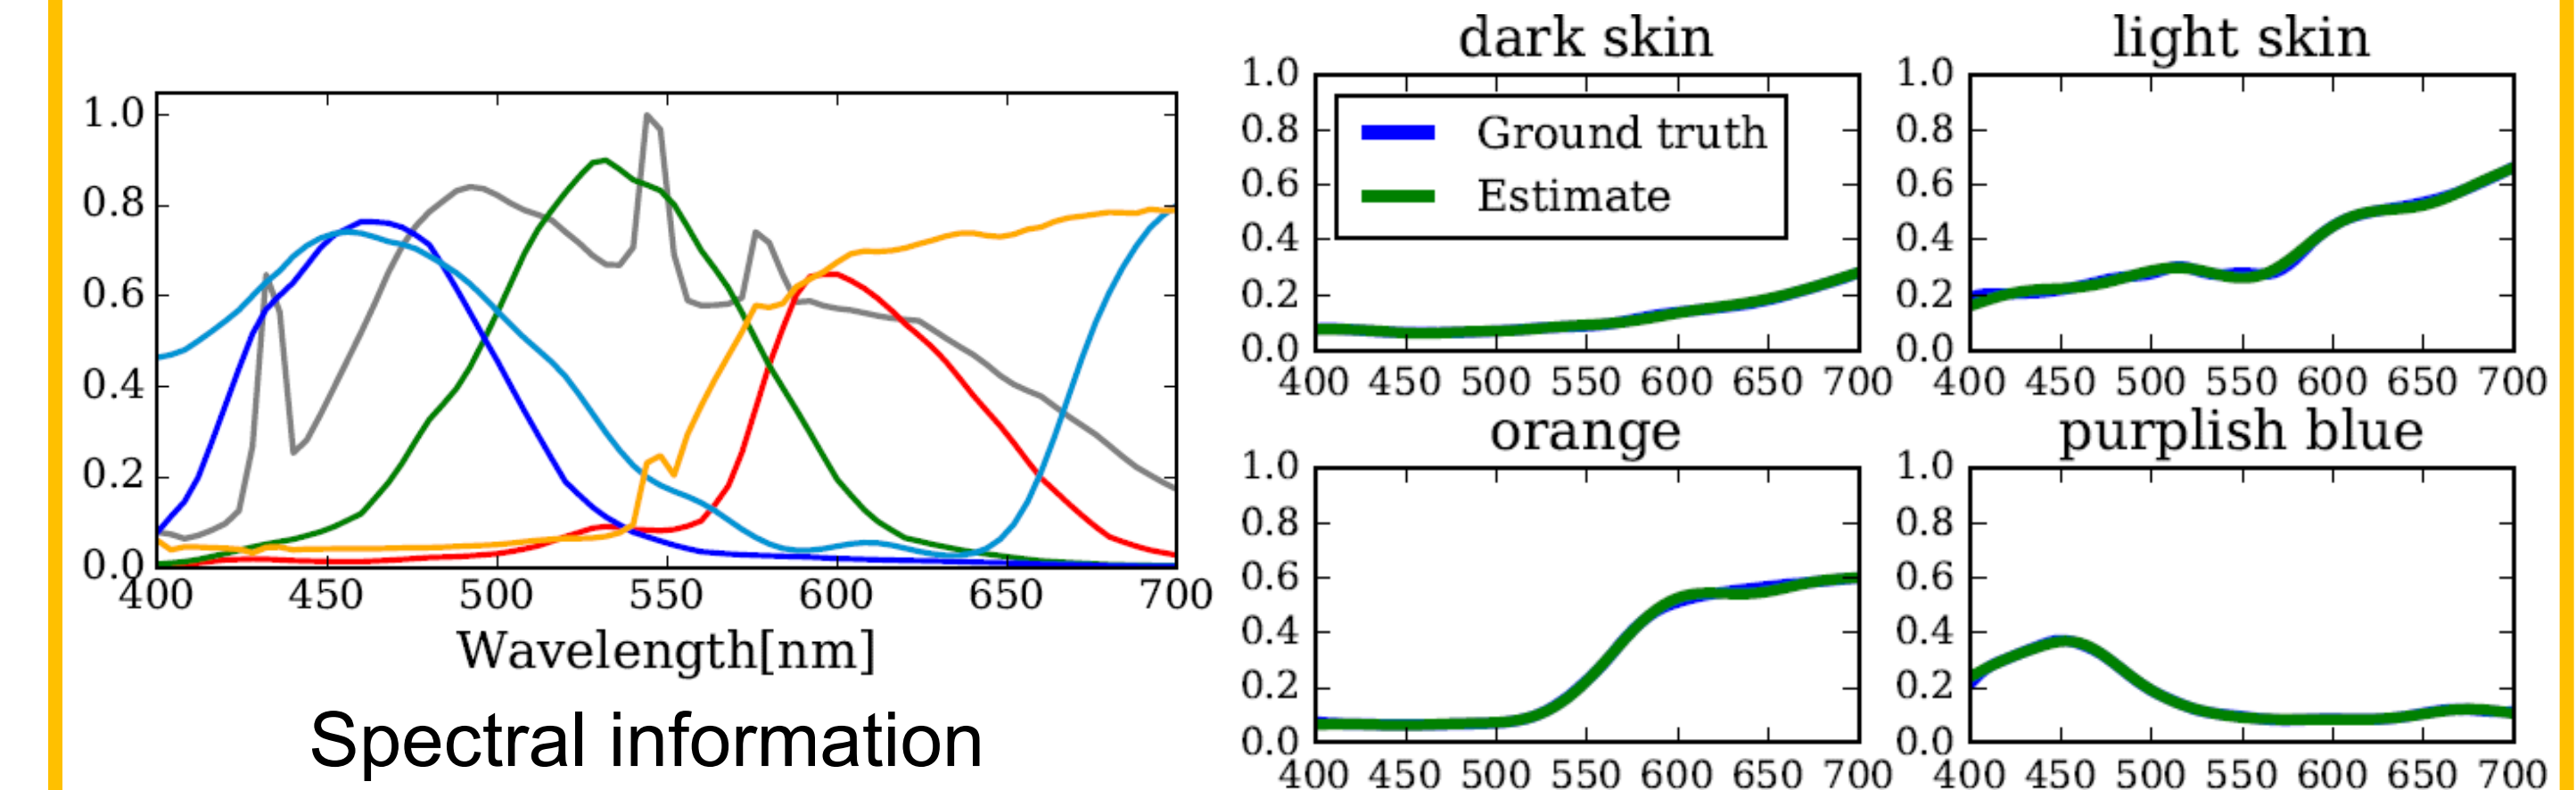 1.0
0.8
0.6
0.4
0.2
0.0
400 450 500 550 600 650 700
Wavelength[nm]
Spectral information
dark skin
1.0
0.8
0.6
0.4
0.2
0.0
Ground truth
Estimate
400 450 500 550 600 650 700
light skin
1.0
0.8
0.6
0.4
0.2
0.0
400 450 500 550 600 650 700
orange
1.0
0.8
0.6
0.4
0.2
0.0
400 450 500 550 600 650 700
purplish blue
1.0
0.8
0.6
0.4
0.2
0.0
400 450 500 550 600 650 700